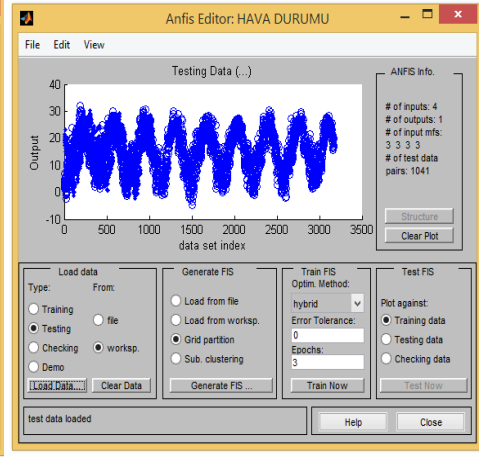 Anfis Editor: HAVA DURUMU
File Edit View
Testing Data (...)
40
30
20
10
0
-10
Output
0 500 1000 1500 2000 2500 3000 3500
data set index
ANFIS Info.
# of inputs: 4
# of outputs: 1
# of input mfs:
3 3 3 3
# of test data
pairs: 1041
Structure
Clear Plot
Load data
Type: From:
Training
Testing
Checking
Demo
file
worksp.
Load Data... Clear Data
Generate FIS
Load from file
Load from worksp.
Grid partition
Sub. clustering
Generate FIS ...
Train FIS
Optim. Method:
hybrid
Error Tolerance:
0
Epochs:
3
Train Now
Test FIS
Plot against:
Training data
Testing data
Checking data
Test Now
test data loaded
Help Close